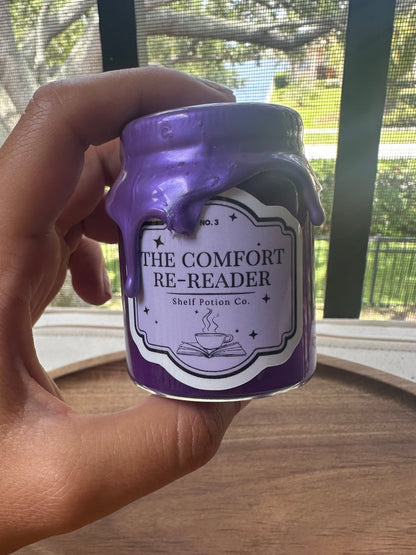 NO. 3
THE COMFORT
RE-READER
Shelf Potion Co.